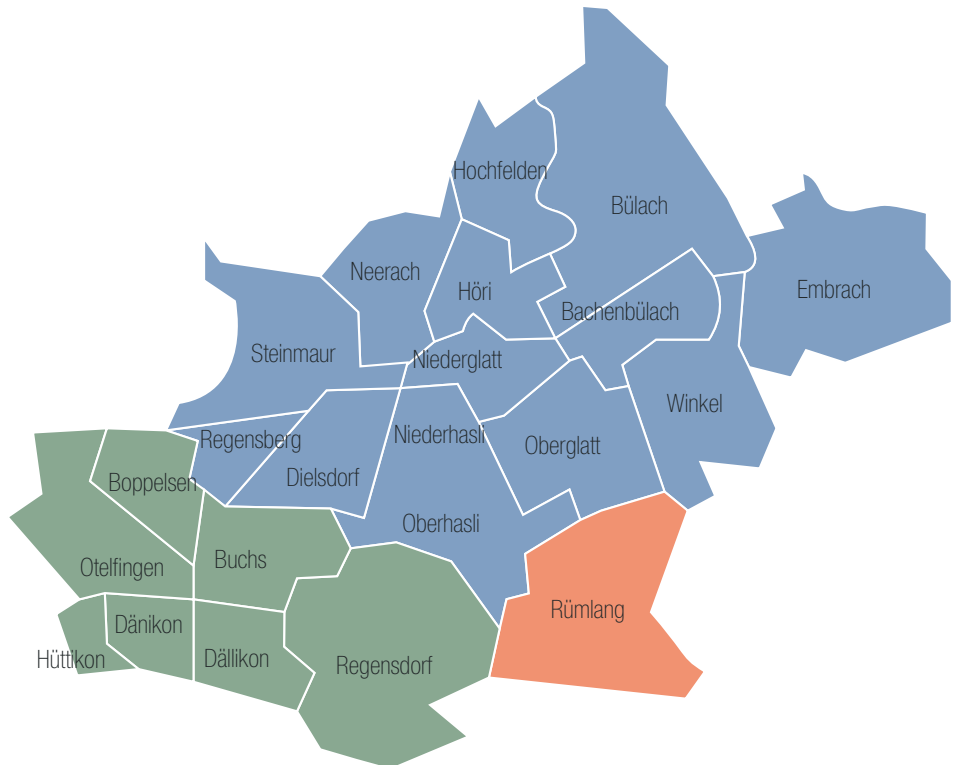 Hochfelden
Bülach
Neerach
Höri
Embrach
Bachenbülach
Steinmaur
Niederglatt
Winkel
Regensberg
Niederhasli
Oberglatt
Dielsdorf
Boppelsen
Oberhasli
Buchs
Otelfingen
Rümlang
Dänikon
Hüttikon
Dällikon
Regensdorf